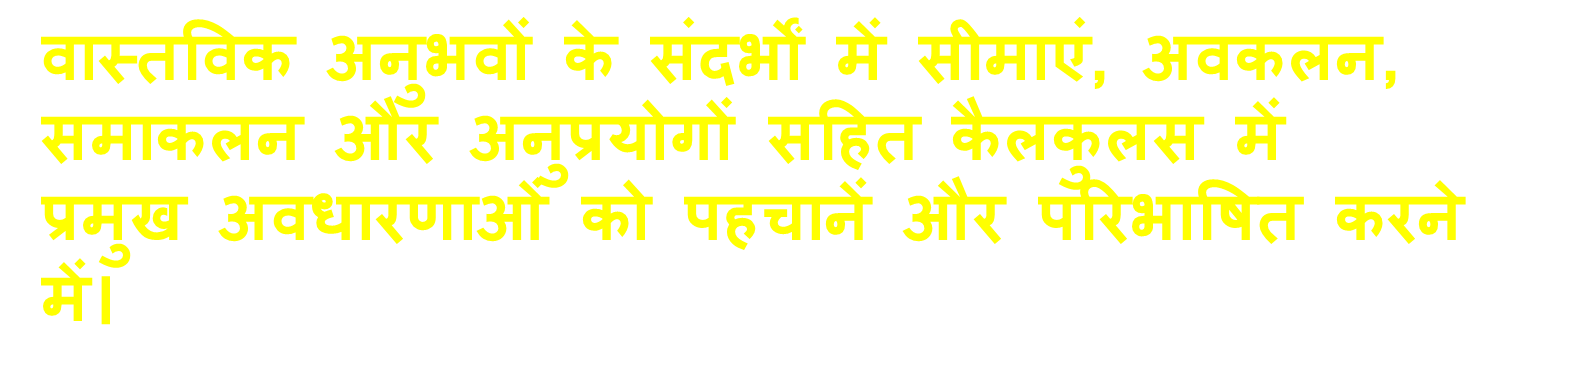 वास्तविक अनुभवों के संदर्भों में सीमाएं, अवकलन,
समाकलन और अनुप्रयोगों सहित कैलकुलस में
प्रमुख अवधारणाओं को पहचानें और परिभाषित करने
में।